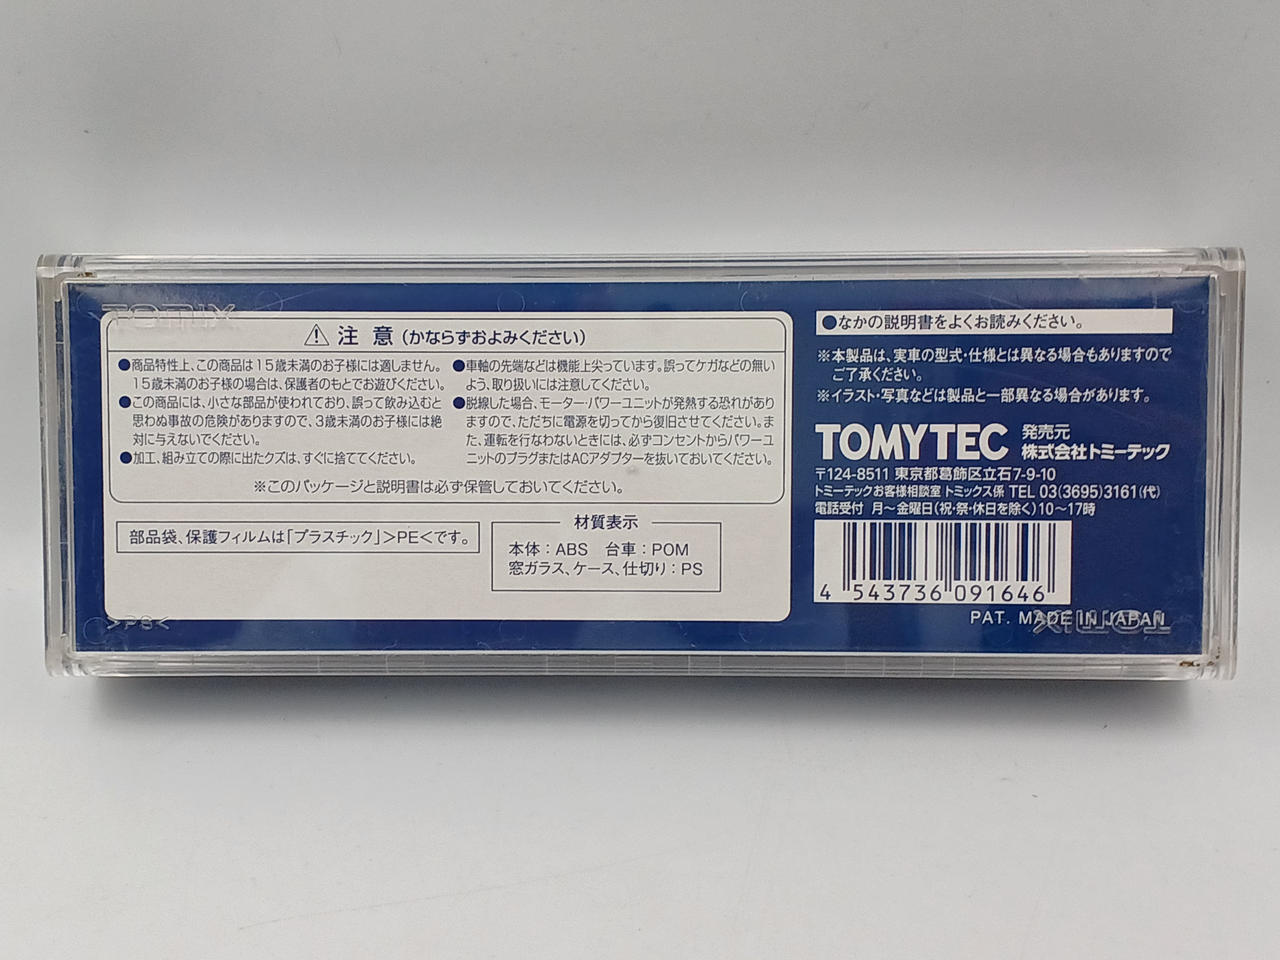 TOMIX
⚠ 注 意 (かならずおよみください)
●商品特性上、この商品は15歳未満のお子様には適しません。
15歳未満のお子様の場合は、保護者のもとでお遊びください。
●この商品には、小さな部品が使われており、誤って飲み込むと
思わぬ事故の危険がありますので、3歳未満のお子様には絶
対に与えないでください。
●加工、組み立ての際に出たクズは、すぐに捨ててください。
●車軸の先端などは機能上尖っています。誤ってケガなどの無い
よう、取り扱いには注意してください。
●脱線した場合、モーター・パワーユニットが発熱する恐れがあり
ますので、ただちに電源を切ってから復旧させてください。ま
た、運転を行なわないときには、必ずコンセントからパワーユ
ニットのプラグまたはACアダプターを抜いておいてください。
※このパッケージと説明書は必ず保管しておいてください。
部品袋、保護フィルムは「プラスチック」>PE<です。
材質表示
本体：ABS 台車：POM
窓ガラス、ケース、仕切り：PS
>PS<
●なかの説明書をよくお読みください。
※本製品は、実車の型式・仕様とは異なる場合もありますので
ご了承ください。
※イラスト・写真などは製品と一部異なる場合があります。
TOMYTEC 発売元
株式会社トミーテック
〒124-8511 東京都葛飾区立石7-9-10
トミーテックお客様相談室 トミックス係 TEL 03(3695)3161(代)
電話受付 月～金曜日(祝・祭・休日を除く)10～17時
4 543736 091646
PAT. MADE IN JAPAN
TOMIX